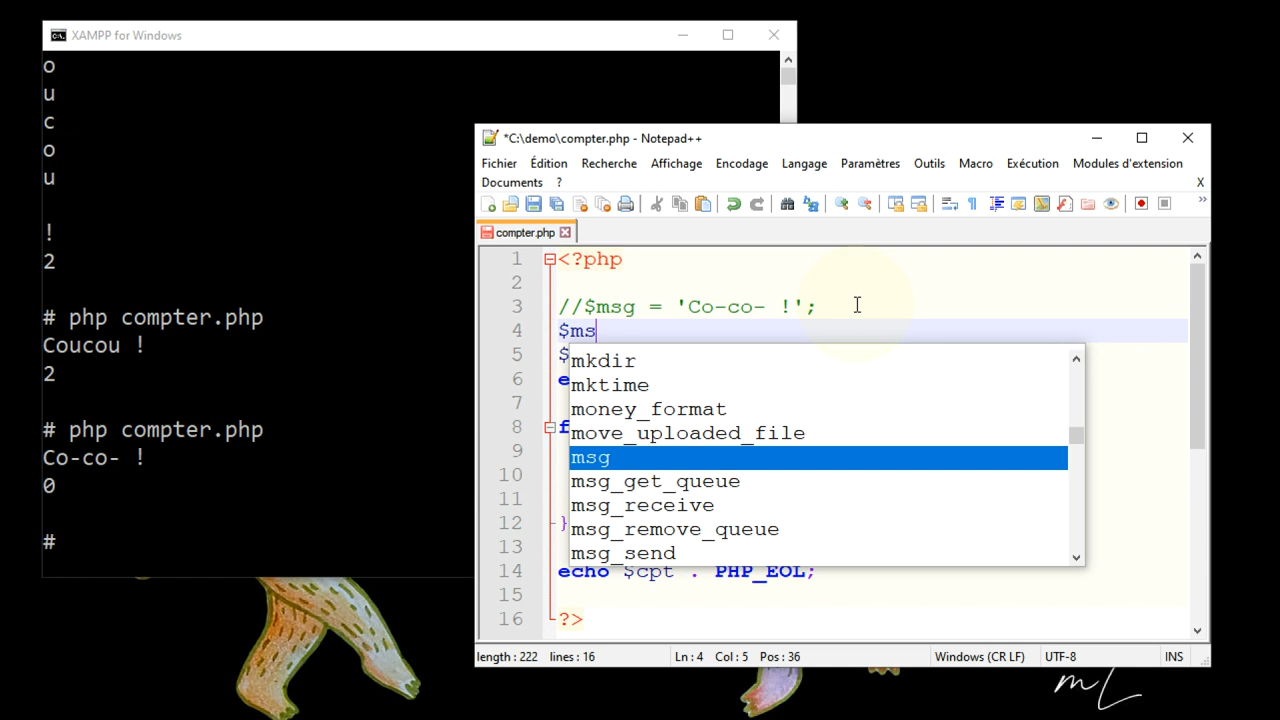 XAMPP for Windows
o
u
c
o
u
!
2
# php compter.php
Coucou !
2
# php compter.php
Co-co- !
0
#
*C:\demo\compter.php - Notepad++
Fichier Édition Recherche Affichage Encodage Langage Paramètres Outils Macro Exécution Modules d'extension
Documents ? X
compter.php
1 <?php
2
3 //$msg = 'Co-co- !';
4 $ms
5 $
6 e
7
8 f
9
10
11
12 }
13
14 echo $cpt . PHP_EOL;
15
16 ?>
mkdir
mktime
money_format
move_uploaded_file
msg
msg_get_queue
msg_receive
msg_remove_queue
msg_send
length : 222 lines : 16 Ln : 4 Col : 5 Pos : 36 Windows (CR LF) UTF-8 INS